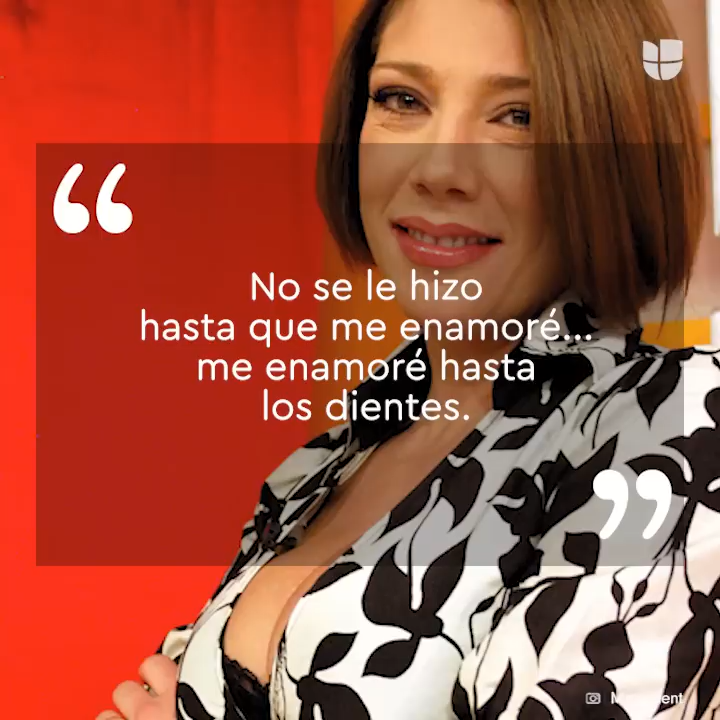 “
No se le hizo
hasta que me enamoré...
me enamoré hasta
los dientes.
”